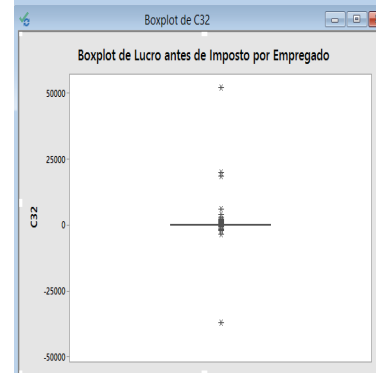 Boxplot de C32
Boxplot de Lucro antes de Imposto por Empregado
50000
25000
0
-25000
-50000
C32